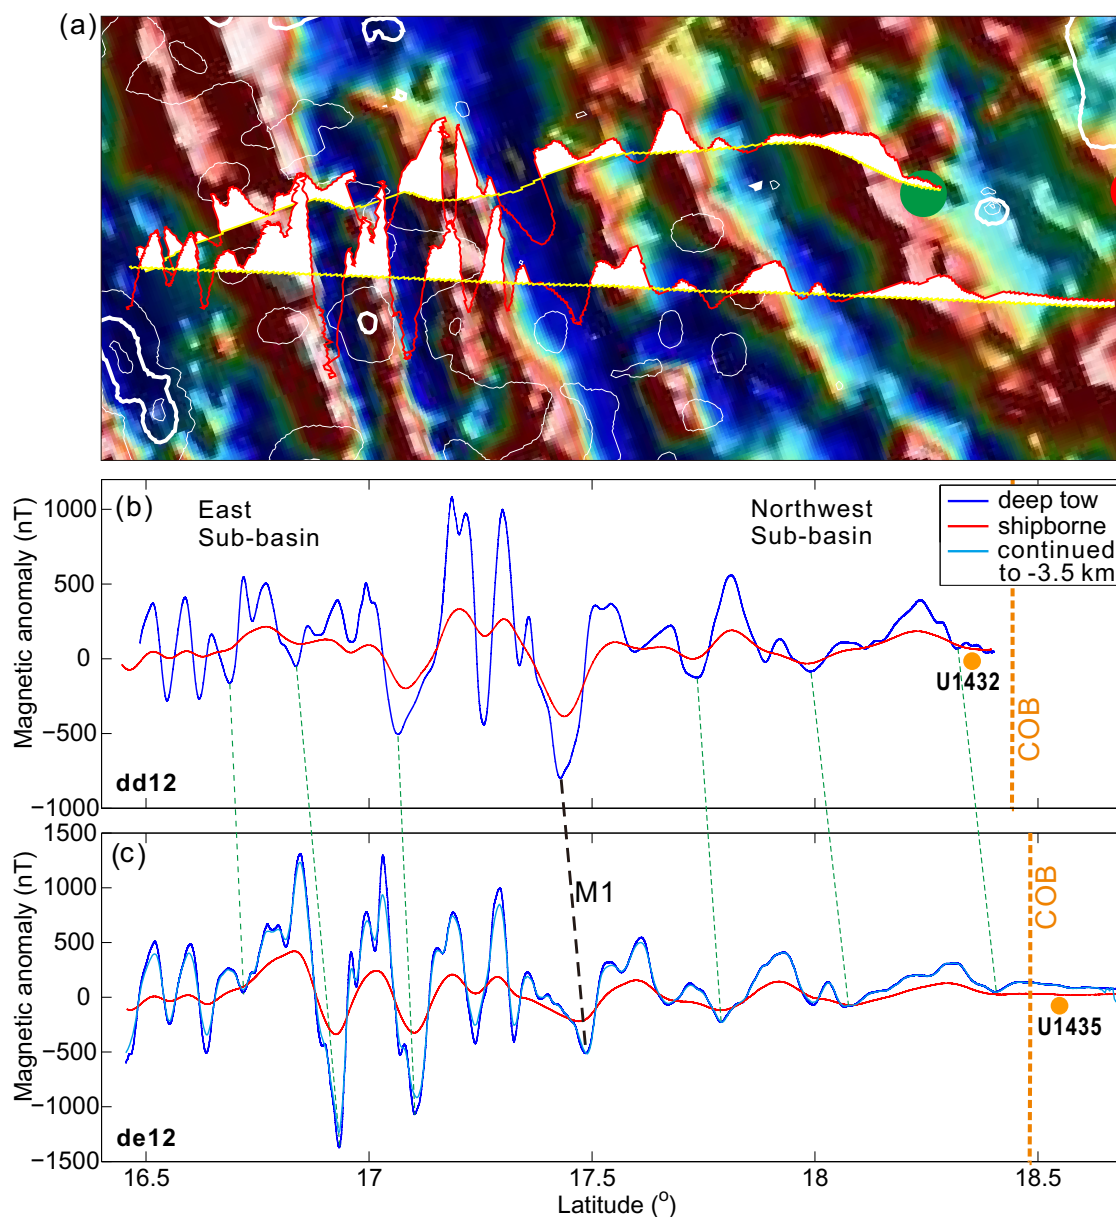 (a)
(b)
East
Sub-basin
Northwest
Sub-basin
deep tow
shipborne
continued
to -3.5 km
Magnetic anomaly (nT)
1000
500
0
−500
−1000
U1432
COB
dd12
(c)
Magnetic anomaly (nT)
1500
1000
500
0
−500
−1000
−1500
M1
COB
U1435
de12
16.5
17
17.5
18
18.5
Latitude (o)